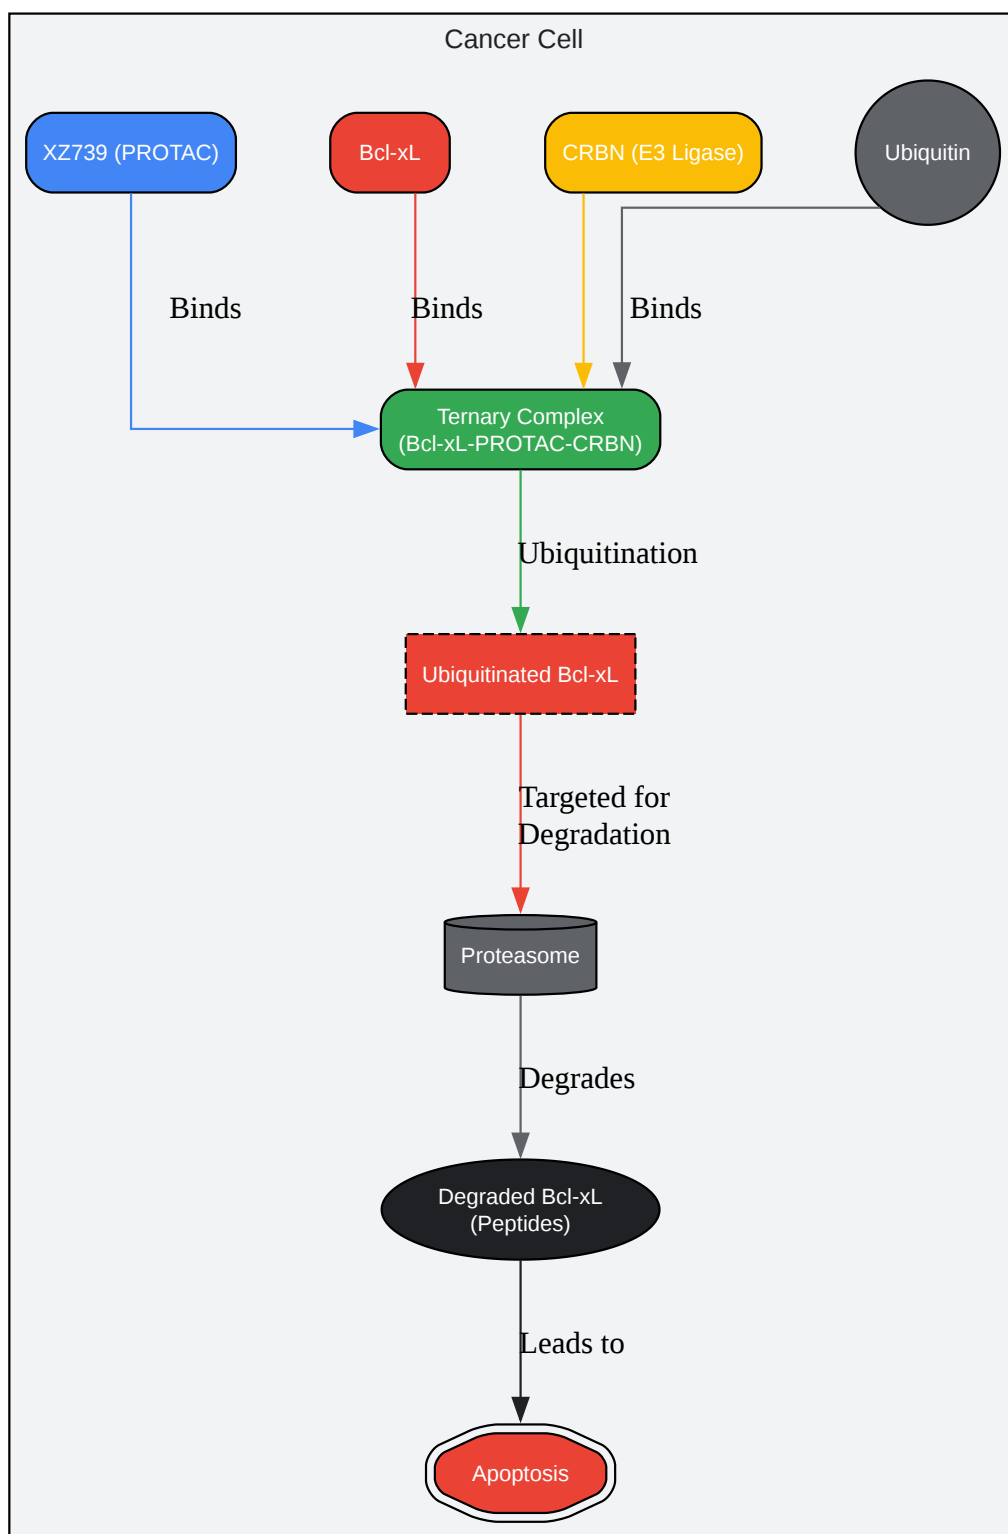 Cancer Cell
XZ739 (PROTAC)
Bcl-xL
CRBN (E3 Ligase)
Ubiquitin
Binds
Binds
Binds
Ternary Complex
(Bcl-xL-PROTAC-CRBN)
Ubiquitination
Ubiquitinated Bcl-xL
Targeted for
Degradation
Proteasome
Degrades
Degraded Bcl-xL
(Peptides)
Leads to
Apoptosis